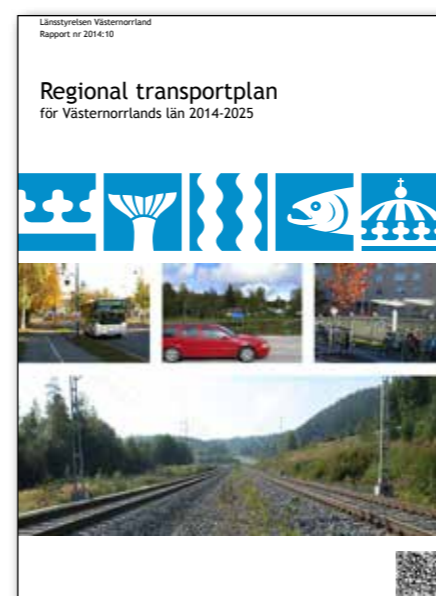 Länsstyrelsen Västernorrland
Rapport nr 2014:10
Regional transportplan
för Västernorrlands län 2014-2025